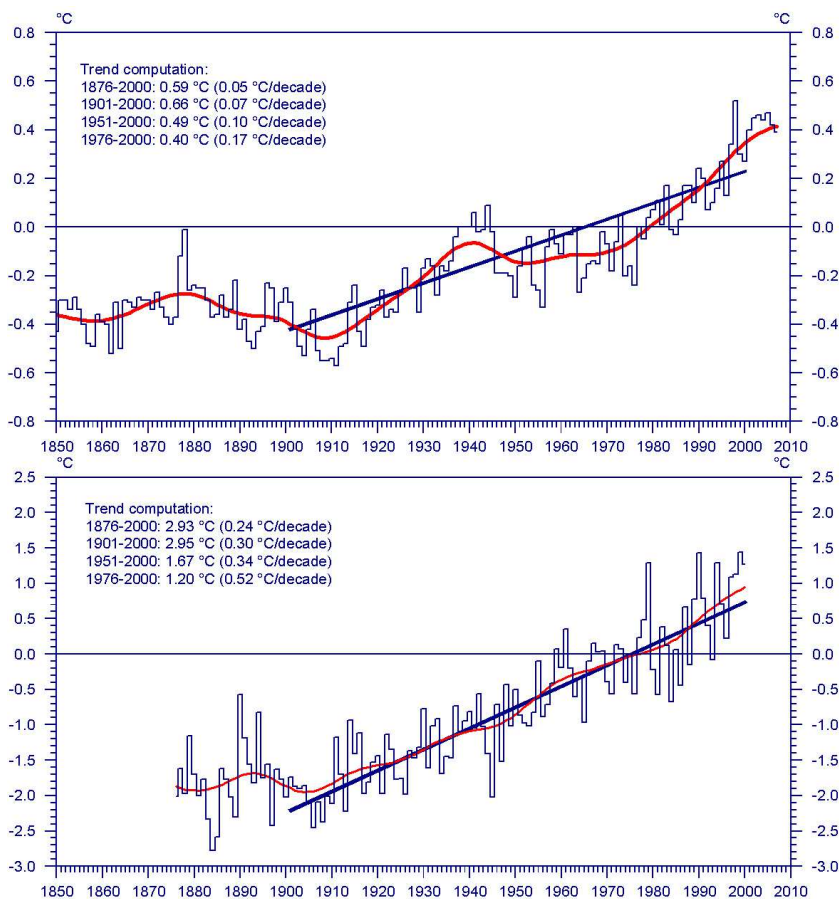 °C °C
0.8 0.8
0.6 0.6
0.4 0.4
0.2 0.2
0.0 0.0
-0.2 -0.2
-0.4 -0.4
-0.6 -0.6
-0.8 -0.8
Trend computation:
1876-2000: 0.59 °C (0.05 °C/decade)
1901-2000: 0.66 °C (0.07 °C/decade)
1951-2000: 0.49 °C (0.10 °C/decade)
1976-2000: 0.40 °C (0.17 °C/decade)
1850 1860 1870 1880 1890 1900 1910 1920 1930 1940 1950 1960 1970 1980 1990 2000 2010
°C °C
2.5 2.5
2.0 2.0
1.5 1.5
1.0 1.0
0.5 0.5
0.0 0.0
-0.5 -0.5
-1.0 -1.0
-1.5 -1.5
-2.0 -2.0
-2.5 -2.5
-3.0 -3.0
Trend computation:
1876-2000: 2.93 °C (0.24 °C/decade)
1901-2000: 2.95 °C (0.30 °C/decade)
1951-2000: 1.67 °C (0.34 °C/decade)
1976-2000: 1.20 °C (0.52 °C/decade)
1850 1860 1870 1880 1890 1900 1910 1920 1930 1940 1950 1960 1970 1980 1990 2000 2010